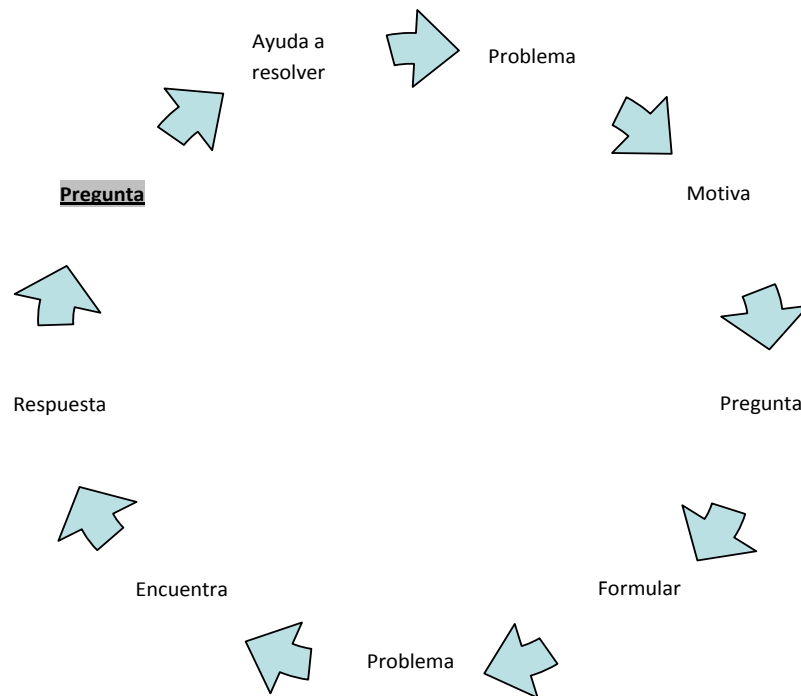 Ayuda a
resolver
Problema
Motiva
Pregunta
Formular
Problema
Encuentra
Respuesta
Pregunta